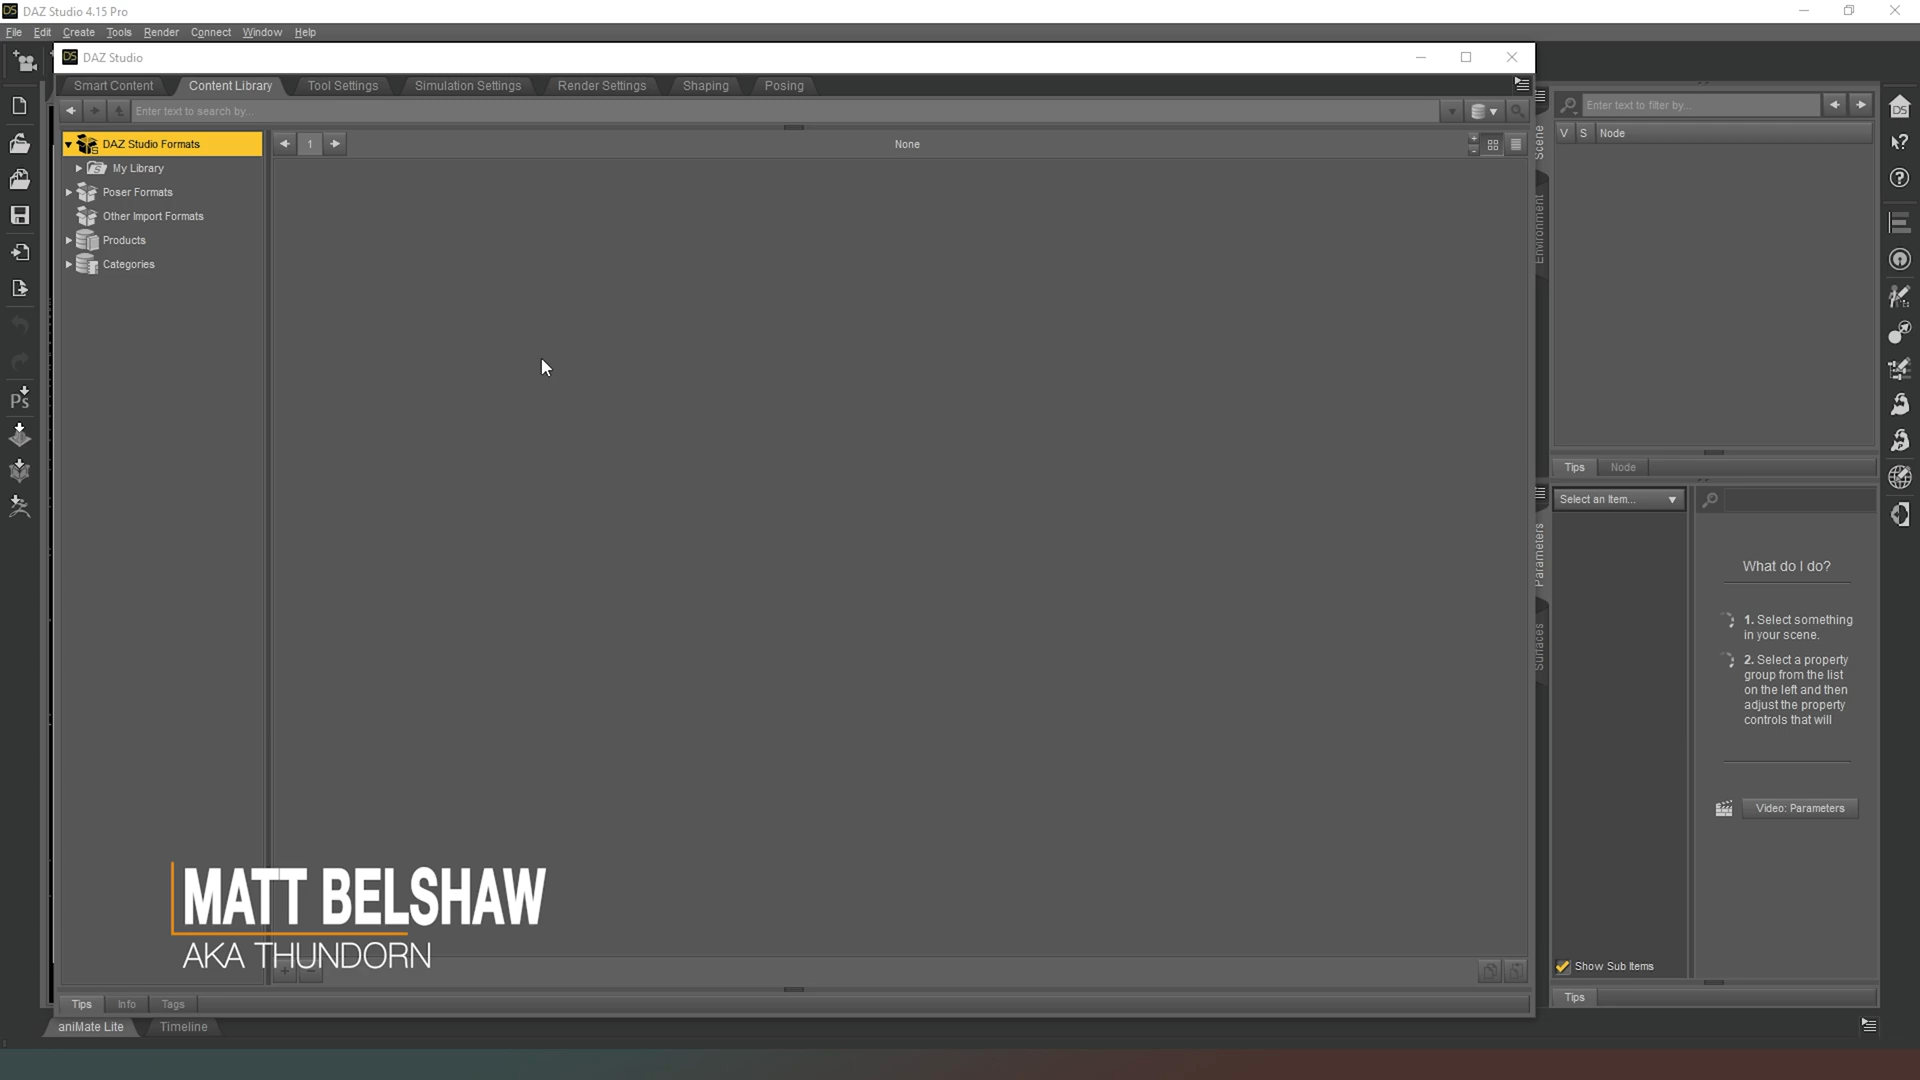 DAZ Studio 4.15 Pro
File Edit Create Tools Render Connect Window Help
DAZ Studio
Smart Content Content Library Tool Settings Simulation Settings Render Settings Shaping Posing
Enter text to search by...
DAZ Studio Formats
My Library
Poser Formats
Other Import Formats
Products
Categories
1
None
MATT BELSHAW
AKA THUNDORN
Tips Info Tags
aniMate Lite Timeline
Scene
Environment
Enter text to filter by...
V S Node
Tips Node
Parameters
Surfaces
Select an Item...
What do I do?
1. Select something
in your scene.
2. Select a property
group from the list
on the left and then
adjust the property
controls that will
Video: Parameters
Show Sub Items
Tips
Ps